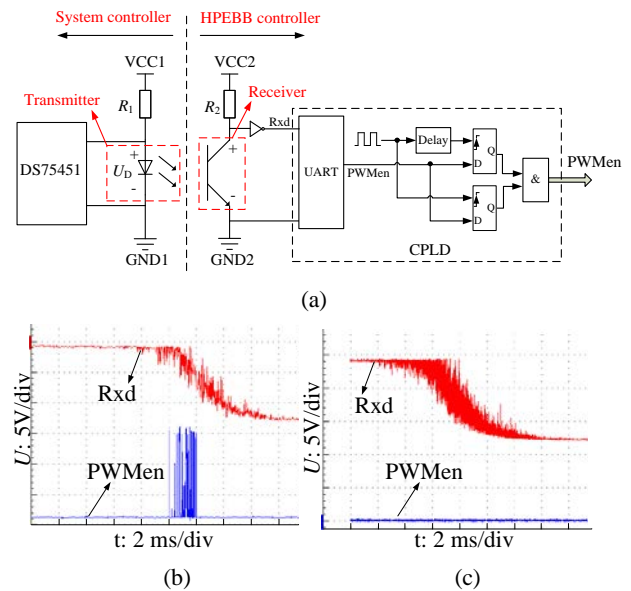 System controller
HPEBB controller
VCC1
VCC2
Transmitter
R1
R2
Receiver
Rxd
DS75451
+
UD
-
+
-
UART
PWMen
Delay
D
Q
D
Q
&
PWMen
CPLD
GND1
GND2
(a)
U: 5V/div
Rxd
PWMen
t: 2 ms/div
(b)
U: 5V/div
Rxd
PWMen
t: 2 ms/div
(c)